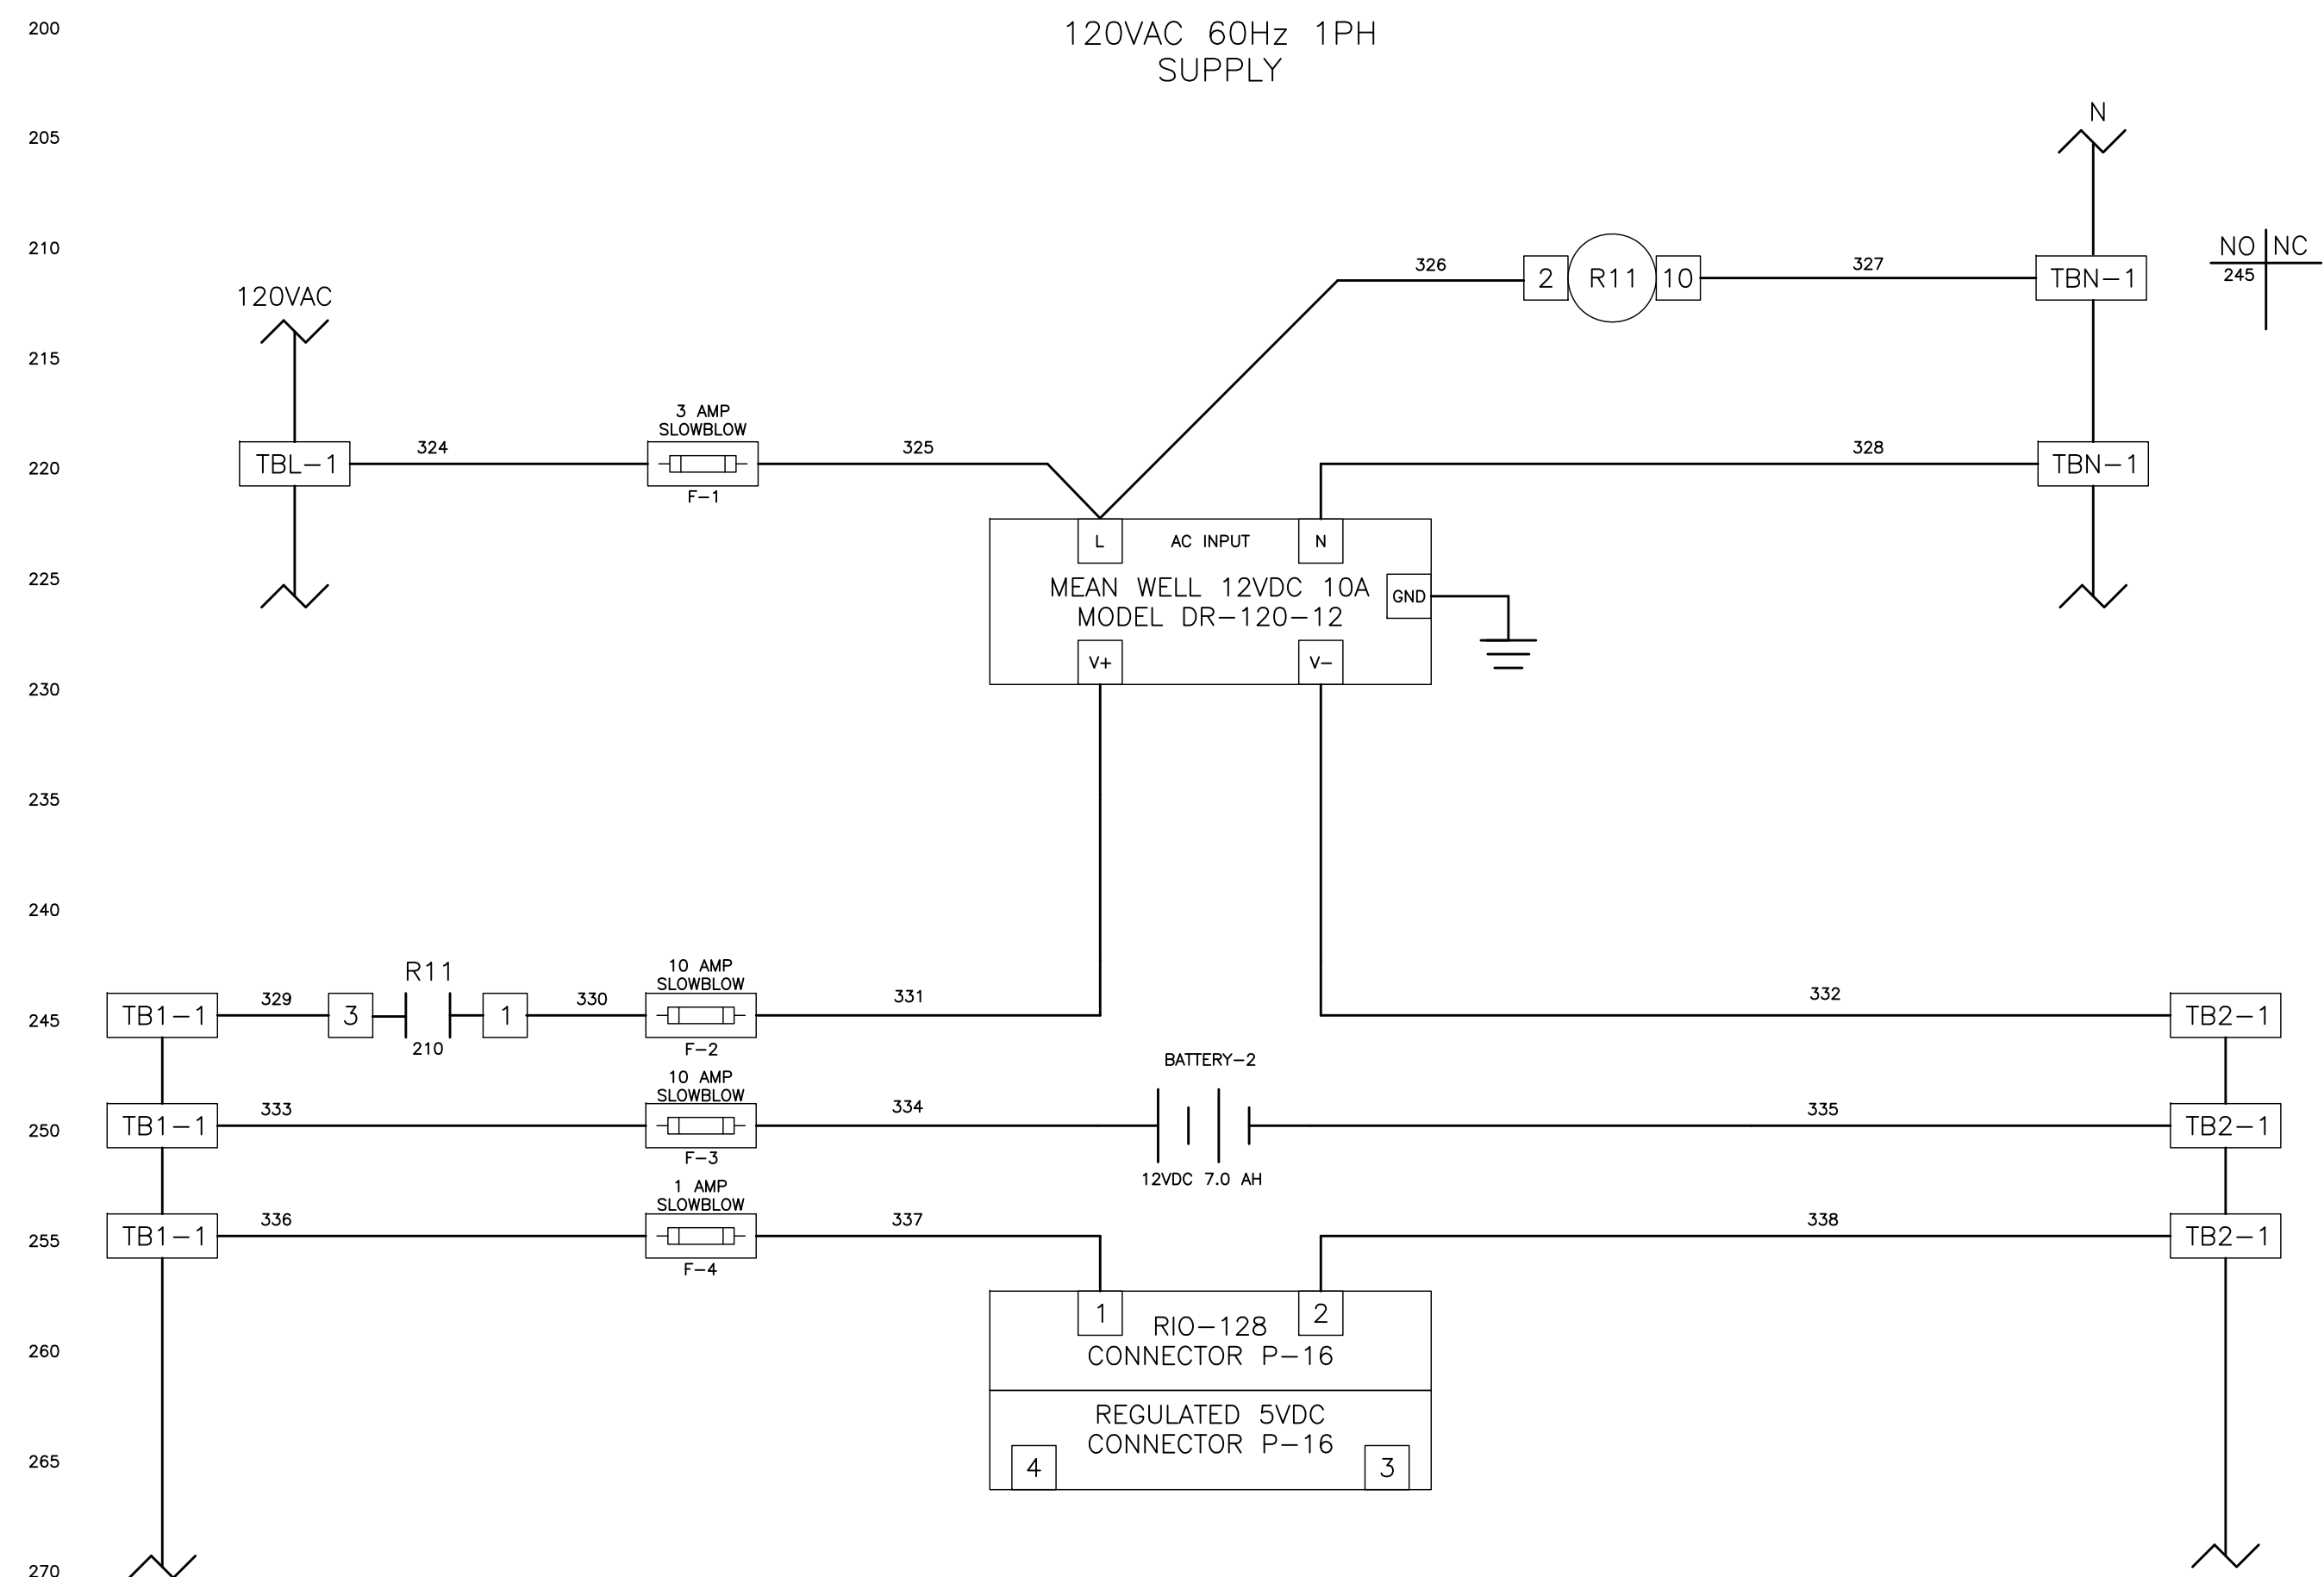 200
120VAC 60Hz 1PH
SUPPLY
N
205
210
326
2
R11
10
327
TBN-1
NO
NC
245
120VAC
215
3 AMP
SLOWBLOW
TBL-1
324
325
328
TBN-1
220
F-1
L
AC INPUT
N
225
MEAN WELL 12VDC 10A
MODEL DR-120-12
GND
V+
V-
230
235
240
R11
10 AMP
SLOWBLOW
TB1-1
329
3
1
330
331
332
TB2-1
245
210
F-2
BATTERY-2
10 AMP
SLOWBLOW
TB1-1
333
334
335
TB2-1
250
F-3
12VDC 7.0 AH
1 AMP
SLOWBLOW
TB1-1
336
337
338
TB2-1
255
F-4
1
2
RIO-128
CONNECTOR P-16
260
REGULATED 5VDC
CONNECTOR P-16
265
4
3
270